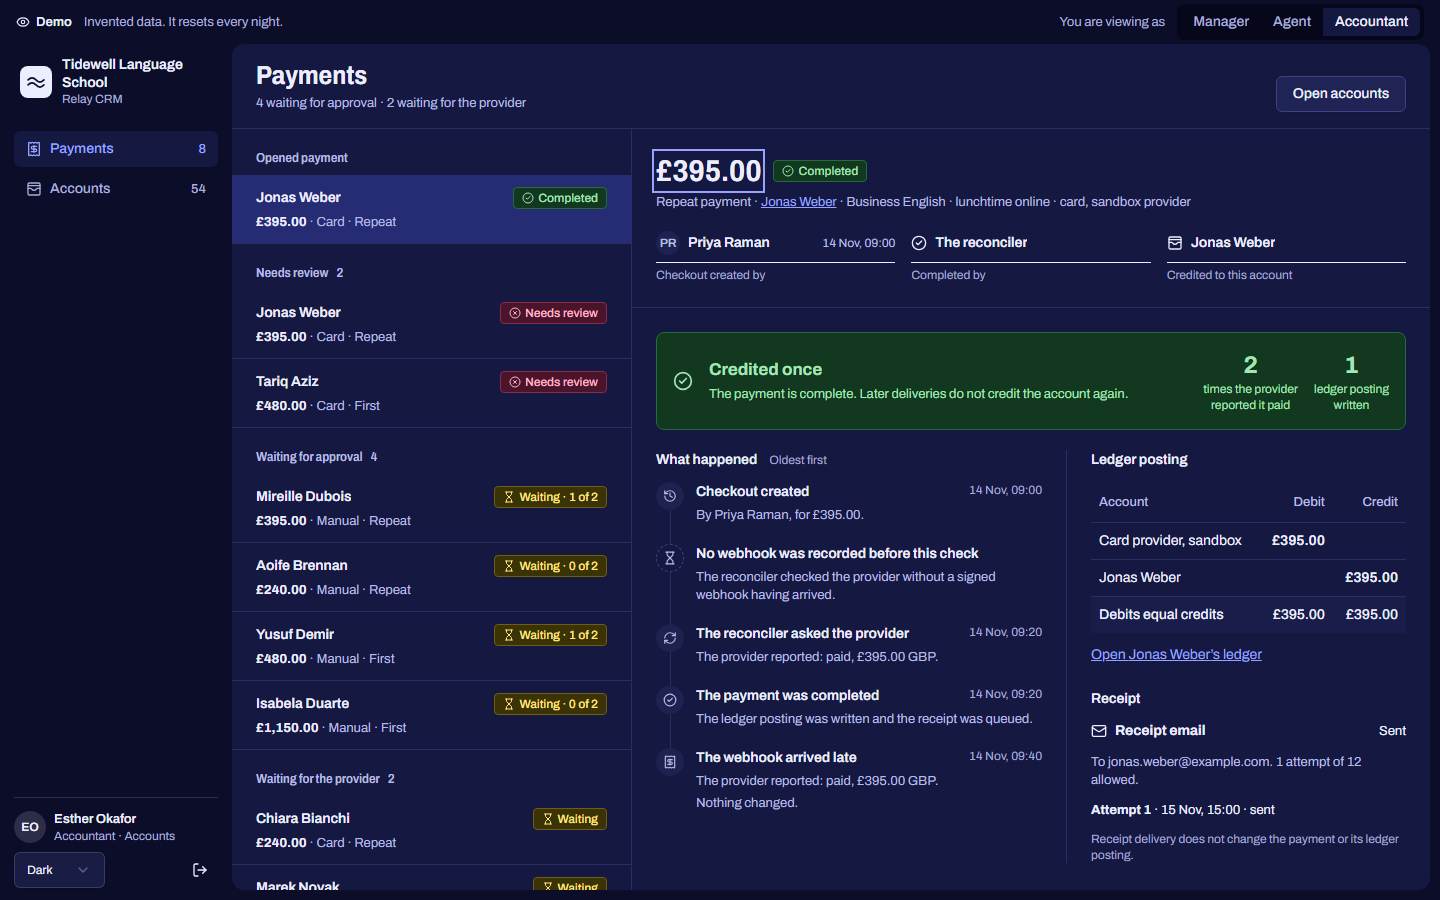 Demo Invented data. It resets every night.
You are viewing as Manager Agent Accountant
Tidewell Language
School
Relay CRM
Payments 8
Accounts 54
Esther Okafor
EO
Accountant · Accounts
Dark
Payments
4 waiting for approval · 2 waiting for the provider
Open accounts
Opened payment
Jonas Weber Completed
£395.00 · Card · Repeat
Needs review 2
Jonas Weber Needs review
£395.00 · Card · Repeat
Tariq Aziz Needs review
£480.00 · Card · First
Waiting for approval 4
Mireille Dubois Waiting · 1 of 2
£395.00 · Manual · Repeat
Aoife Brennan Waiting · 0 of 2
£240.00 · Manual · Repeat
Yusuf Demir Waiting · 1 of 2
£480.00 · Manual · First
Isabela Duarte Waiting · 0 of 2
£1,150.00 · Manual · First
Waiting for the provider 2
Chiara Bianchi Waiting
£240.00 · Card · Repeat
Marek Novak Waiting
£395.00 Completed
Repeat payment · Jonas Weber · Business English · lunchtime online · card, sandbox provider
PR Priya Raman 14 Nov, 09:00
Checkout created by
The reconciler
Completed by
Jonas Weber
Credited to this account
Credited once
The payment is complete. Later deliveries do not credit the account again.
2
times the provider
reported it paid
1
ledger posting
written
What happened Oldest first
Checkout created 14 Nov, 09:00
By Priya Raman, for £395.00.
No webhook was recorded before this check
The reconciler checked the provider without a signed
webhook having arrived.
The reconciler asked the provider 14 Nov, 09:20
The provider reported: paid, £395.00 GBP.
The payment was completed 14 Nov, 09:20
The ledger posting was written and the receipt was queued.
The webhook arrived late 14 Nov, 09:40
The provider reported: paid, £395.00 GBP.
Nothing changed.
Ledger posting
Account Debit Credit
Card provider, sandbox £395.00
Jonas Weber £395.00
Debits equal credits £395.00 £395.00
Open Jonas Weber's ledger
Receipt
Receipt email Sent
To jonas.weber@example.com. 1 attempt of 12
allowed.
Attempt 1 · 15 Nov, 15:00 · sent
Receipt delivery does not change the payment or its ledger
posting.